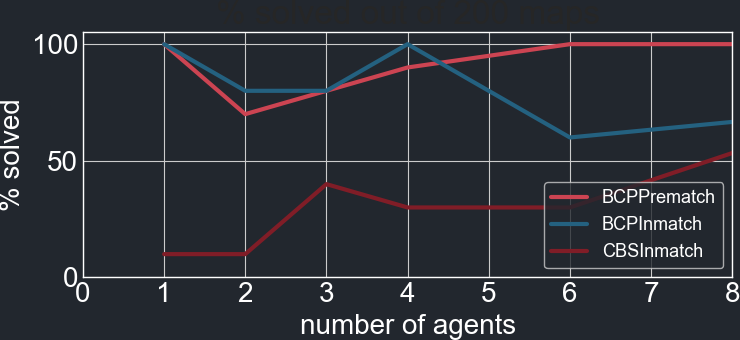 % solved
100
50
0
0 1 2 3 4 5 6 7 8
number of agents
BCPPrematch
BCPInmatch
CBSInmatch